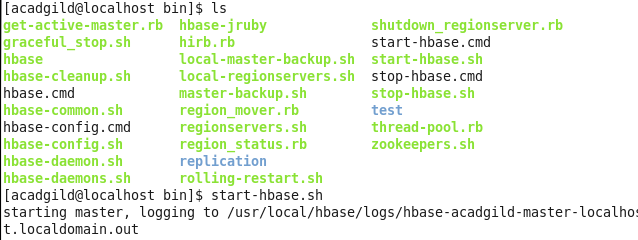 [acadgild@localhost bin]$ ls
get-active-master.rb hbase-jruby shutdown_regionserver.rb
graceful_stop.sh hirb.rb start-hbase.cmd
hbase local-master-backup.sh start-hbase.sh
hbase-cleanup.sh local-regionservers.sh stop-hbase.cmd
hbase.cmd master-backup.sh stop-hbase.sh
hbase-common.sh region_mover.rb test
hbase-config.cmd regionservers.sh thread-pool.rb
hbase-config.sh region_status.rb zookeepers.sh
hbase-daemon.sh replication
hbase-daemons.sh rolling-restart.sh
[acadgild@localhost bin]$ start-hbase.sh
starting master, logging to /usr/local/hbase/logs/hbase-acadgild-master-localhos
t.localdomain.out